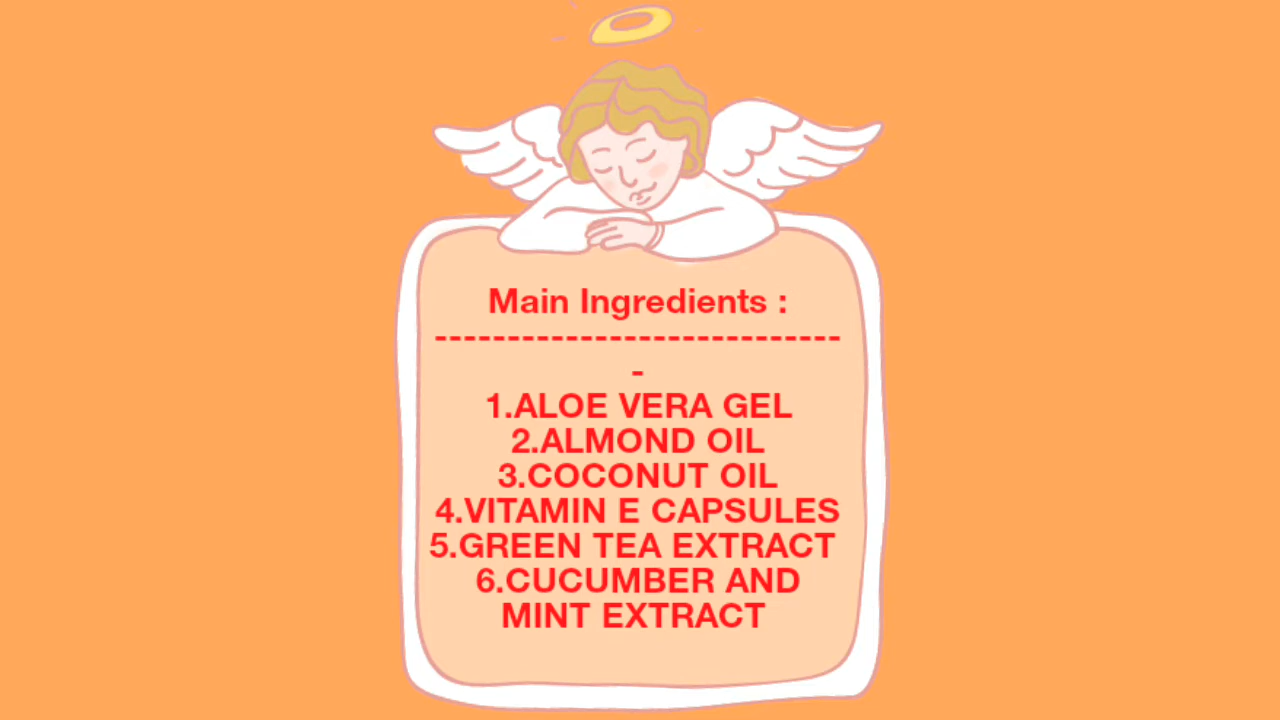 Main Ingredients :
----------------------------
-
1.ALOE VERA GEL
2.ALMOND OIL
3.COCONUT OIL
4.VITAMIN E CAPSULES
5.GREEN TEA EXTRACT
6.CUCUMBER AND
MINT EXTRACT